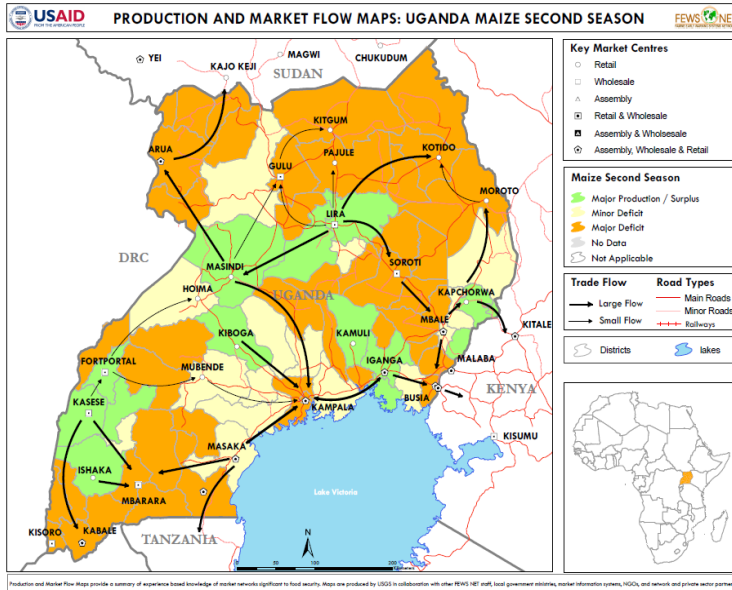 USAID
FROM THE AMERICAN PEOPLE
PRODUCTION AND MARKET FLOW MAPS: UGANDA MAIZE SECOND SEASON
FEWS NET
FAMINE EARLY WARNING SYSTEMS NETWORK
YEI
KAJO KEJI
MAGWI
CHUKUDUM
SUDAN
KITGUM
ARUA
GULU
PAJULE
KOTIDO
MOROTO
LIRA
DRC
MASINDI
SOROTI
HOIMA
UGANDA
KAPCHORWA
KIBOGA
KAMULI
MBALE
KITALE
FORTPORTAL
MUBENDE
IGANGA
MALABA
KASESE
KAMPALA
BUSIA
KENYA
MASAKA
KISUMU
ISHAKA
MBARARA
Lake Victoria
KISORO
KABALE
TANZANIA
N
0 50 100 200
Key Market Centres
Retail
Wholesale
Assembly
Retail & Wholesale
Assembly & Wholsesale
Assembly, Wholesale & Retail
Maize Second Season
Major Production / Surplus
Minor Deficit
Major Deficit
No Data
Not Applicable
Trade Flow
Road Types
Large Flow
Main Roads
Small Flow
Minor Roads
Railways
Districts
lakes
Production and Market Flow Maps provide a summary of experience based knowledge of market networks significant to food security. Maps are produced by USGS in collaboration with other FEWS NET staff, local government ministries, market information systems, NGOs, and network and private sector partners